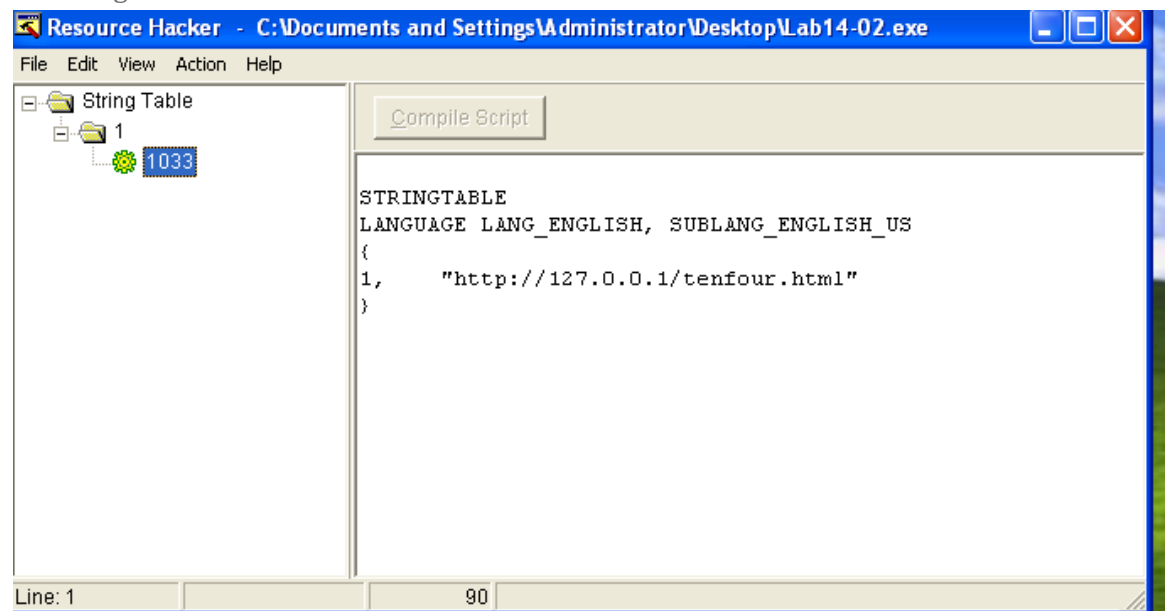 Resource Hacker - C:\Documents and Settings\Administrator\Desktop\Lab14-02.exe
File Edit View Action Help
String Table
1
1033
Compile Script
STRINGTABLE
LANGUAGE LANG_ENGLISH, SUBLANG_ENGLISH_US
{
1, "http://127.0.0.1/tenfour.html"
}
Line: 1 90